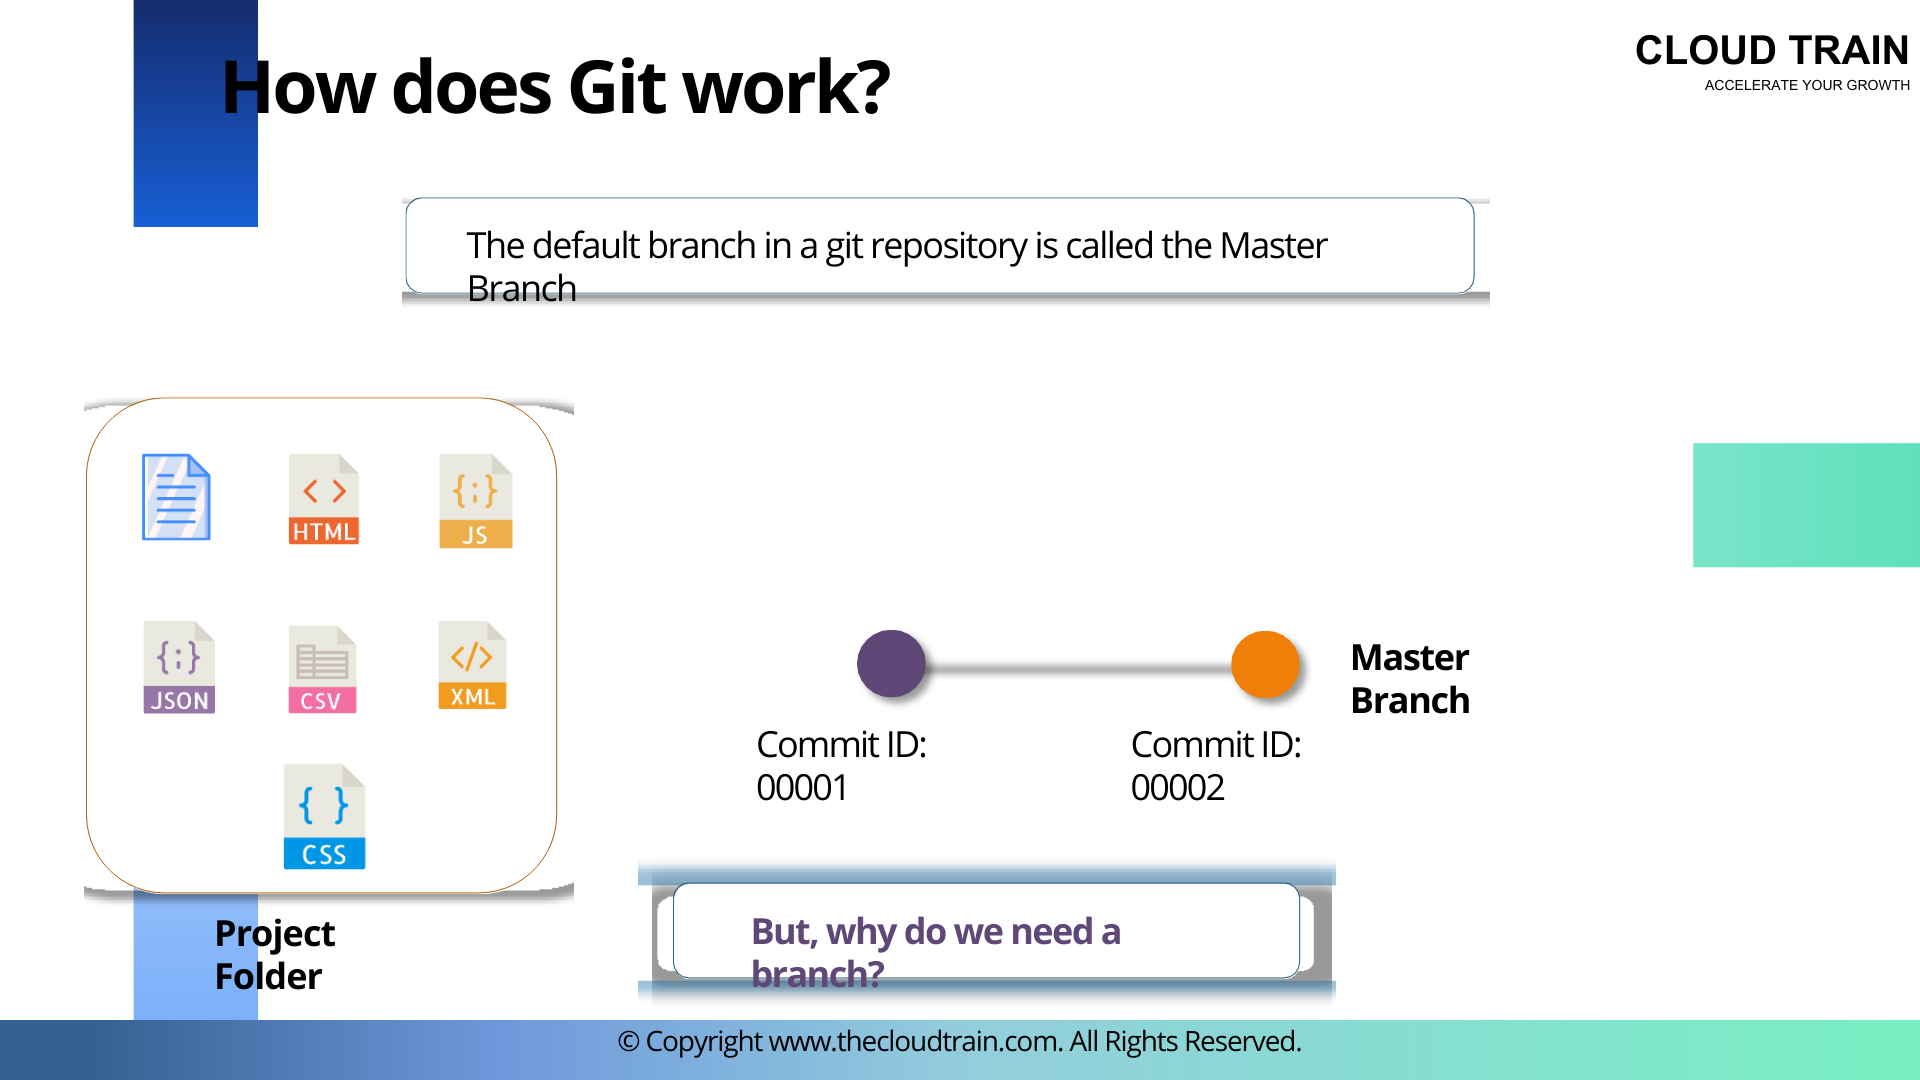 How does Git work?
CLOUD TRAIN
ACCELERATE YOUR GROWTH
The default branch in a git repository is called the Master
Branch
HTML
JS
JSON
CSV
XML
CSS
Project
Folder
Master
Branch
Commit ID:
00001
Commit ID:
00002
But, why do we need a
branch?
© Copyright www.thecloudtrain.com. All Rights Reserved.